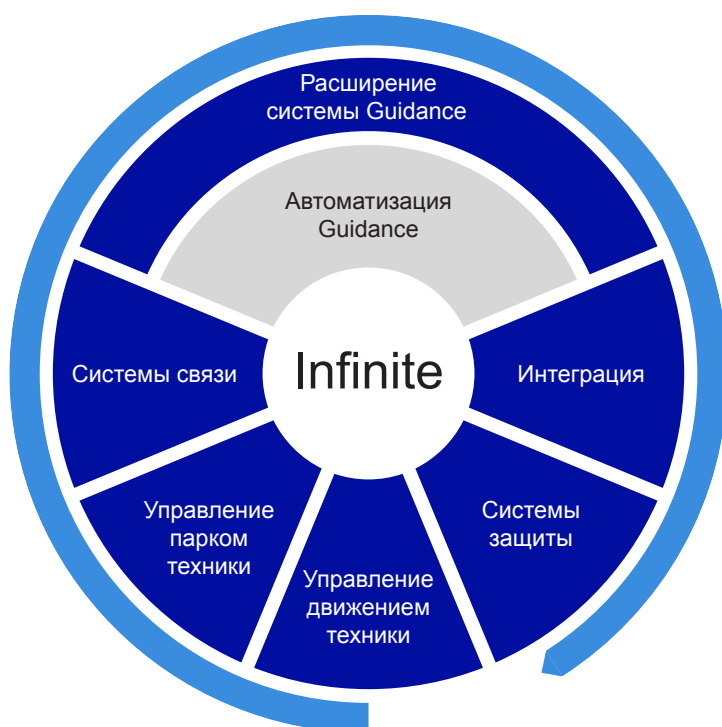 Расширение
системы Guidance
Автоматизация
Guidance
Системы связи
Infinite
Интеграция
Управление
парком
техники
Управление
движением
техники
Системы
защиты